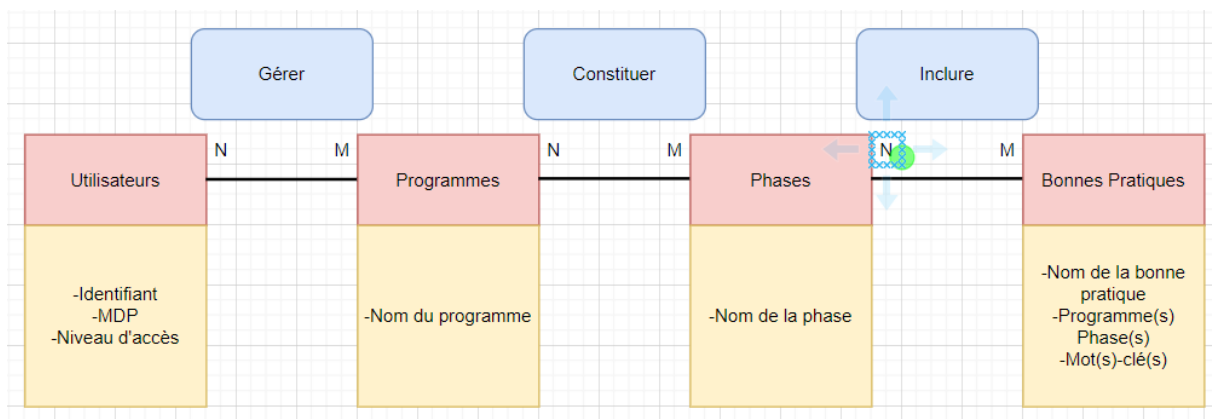 Gérer
Constituer
Inclure
N
M
N
M
N
M
Utilisateurs
Programmes
Phases
Bonnes Pratiques
-Identifiant
-MDP
-Niveau d'accès
-Nom du programme
-Nom de la phase
-Nom de la bonne
pratique
-Programme(s)
Phase(s)
-Mot(s)-clé(s)